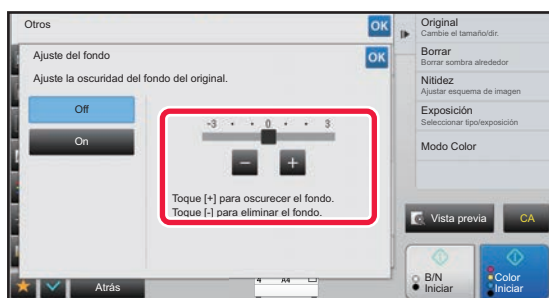 Otros
OK
Ajuste del fondo
OK
Ajuste la oscuridad del fondo del original.
Off
On
-3 • • 0 • • 3
− +
Toque [+] para oscurecer el fondo.
Toque [-] para eliminar el fondo.
Atrás
A4
Original
Cambie el tamaño/dir.
Borrar
Borrar sombra alrededor
Nitidez
Ajustar esquema de imagen
Exposición
Seleccionar tipo/exposición
Modo Color
Vista previa
CA
B/N
Iniciar
Color
Iniciar